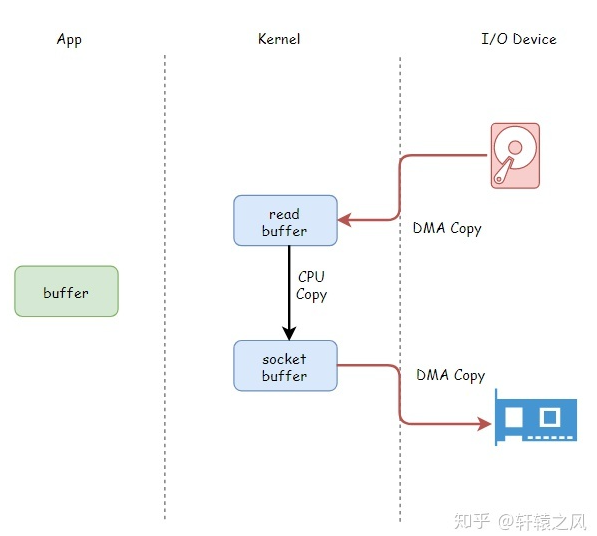 App
Kernel
I/O Device
read
buffer
DMA Copy
CPU
Copy
buffer
socket
buffer
DMA Copy
知乎 @轩辕之风